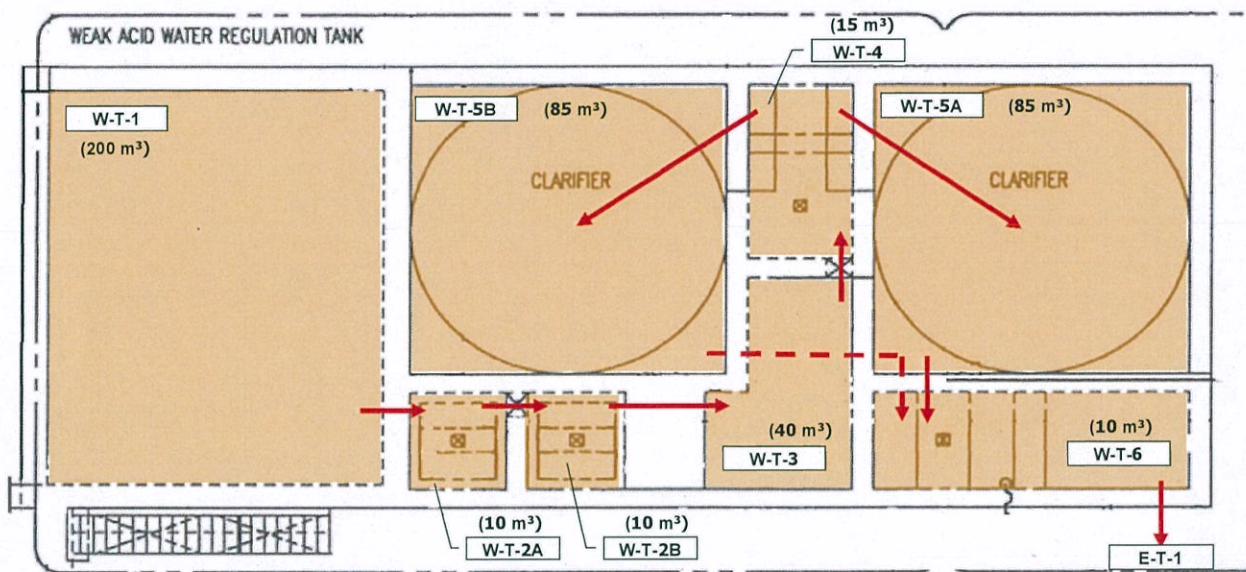 WEAK ACID WATER REGULATION TANK
(15 m³)
W-T-4
W-T-1
(200 m³)
W-T-5B (85 m³)
W-T-5A (85 m³)
CLARIFIER
CLARIFIER
(40 m³)
W-T-3
(10 m³)
W-T-6
(10 m³)
W-T-2A
(10 m³)
W-T-2B
E-T-1